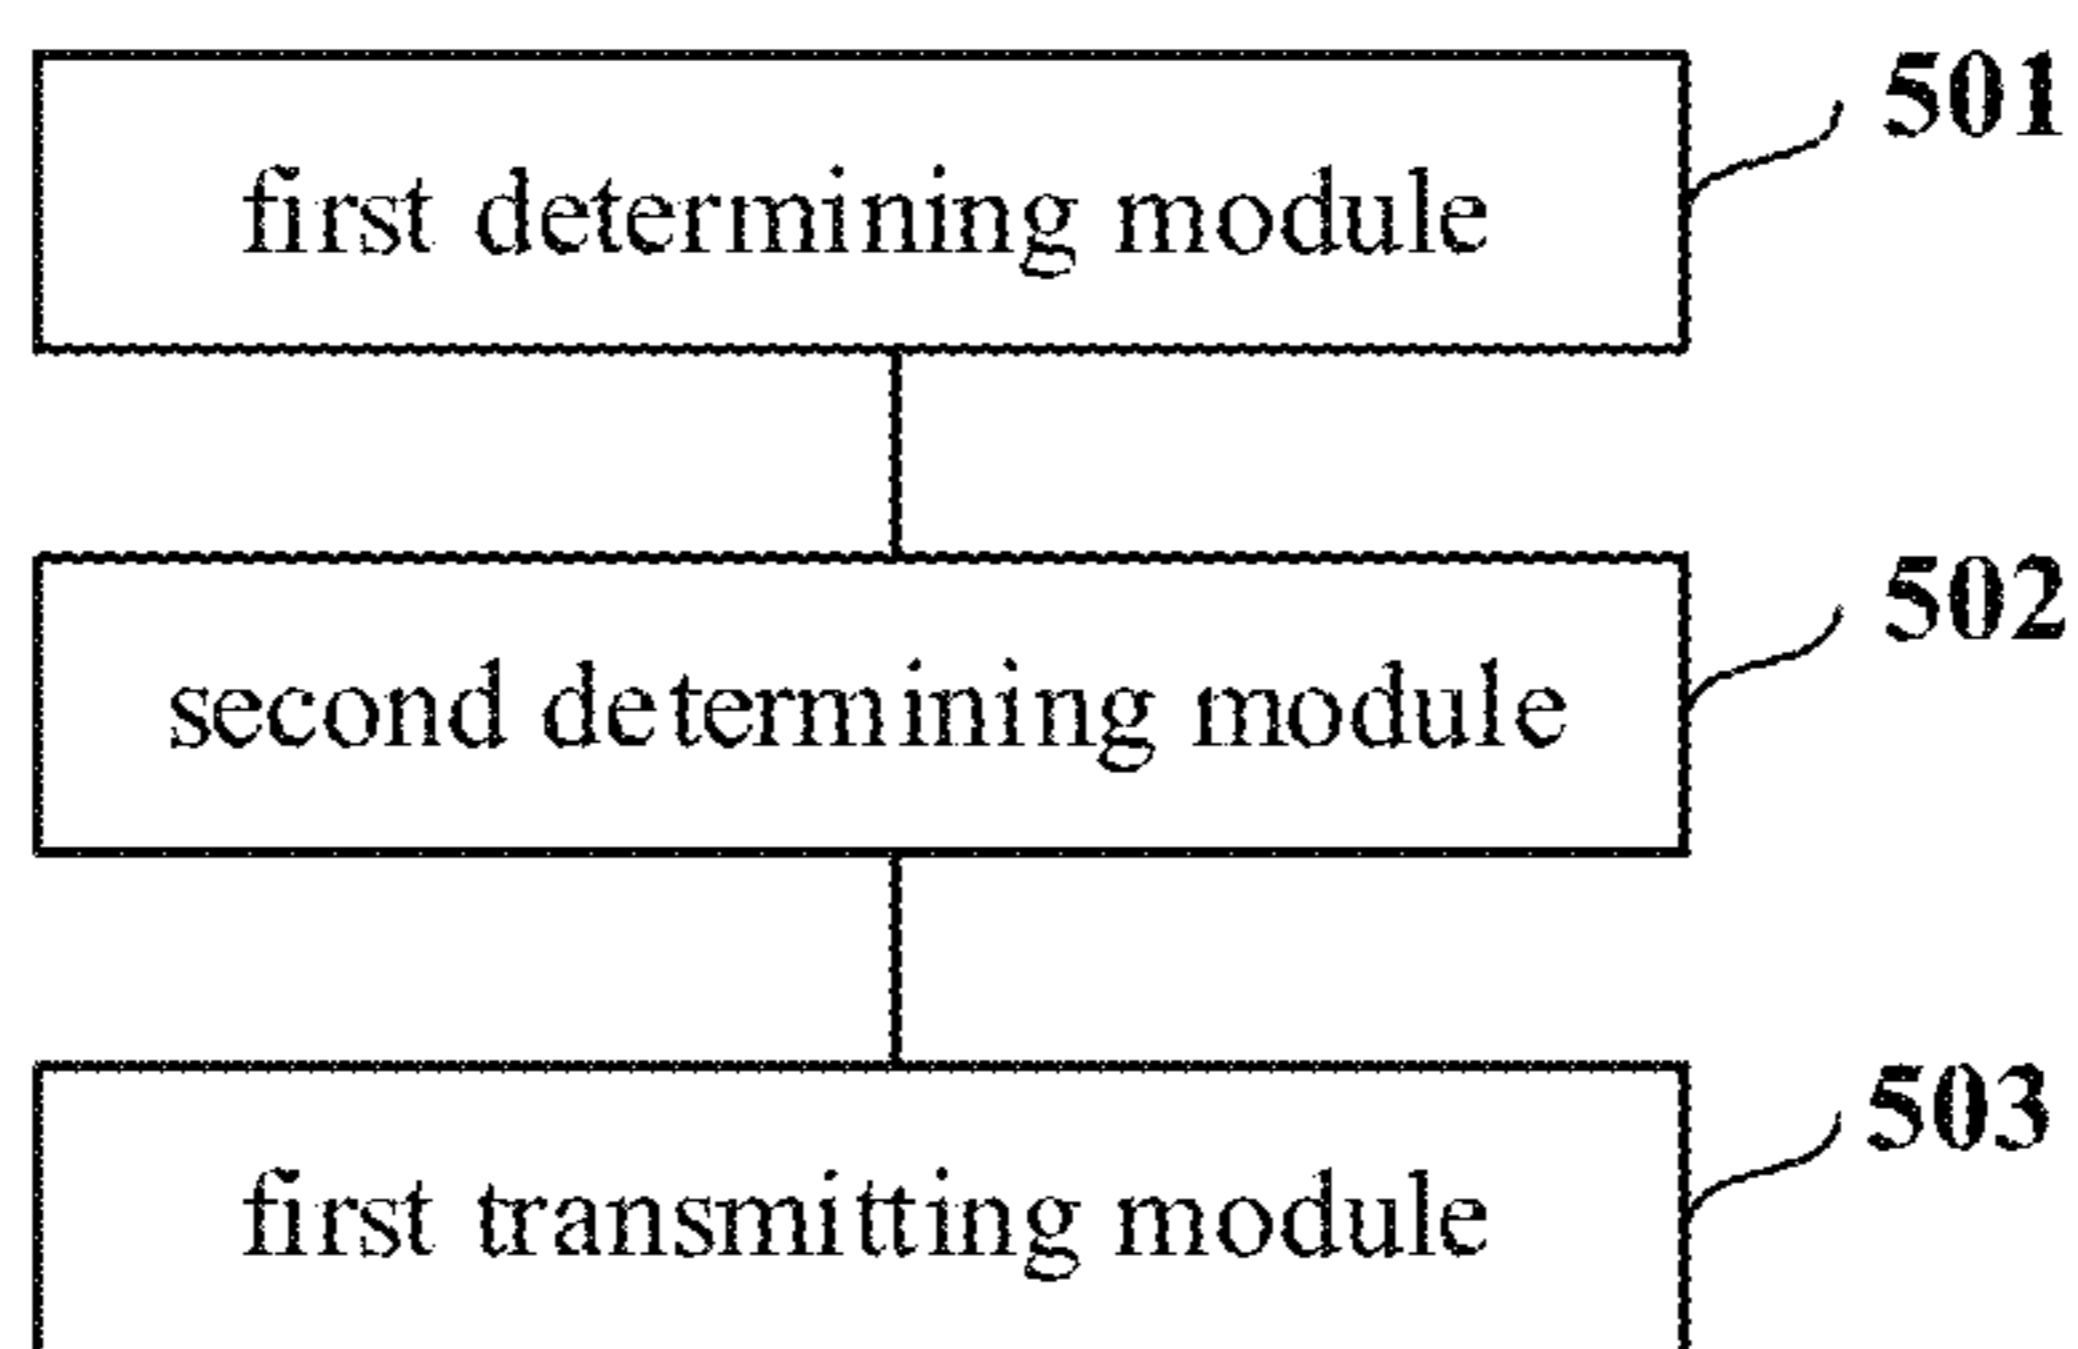 501
first determining module
502
second determining module
503
first transmitting module